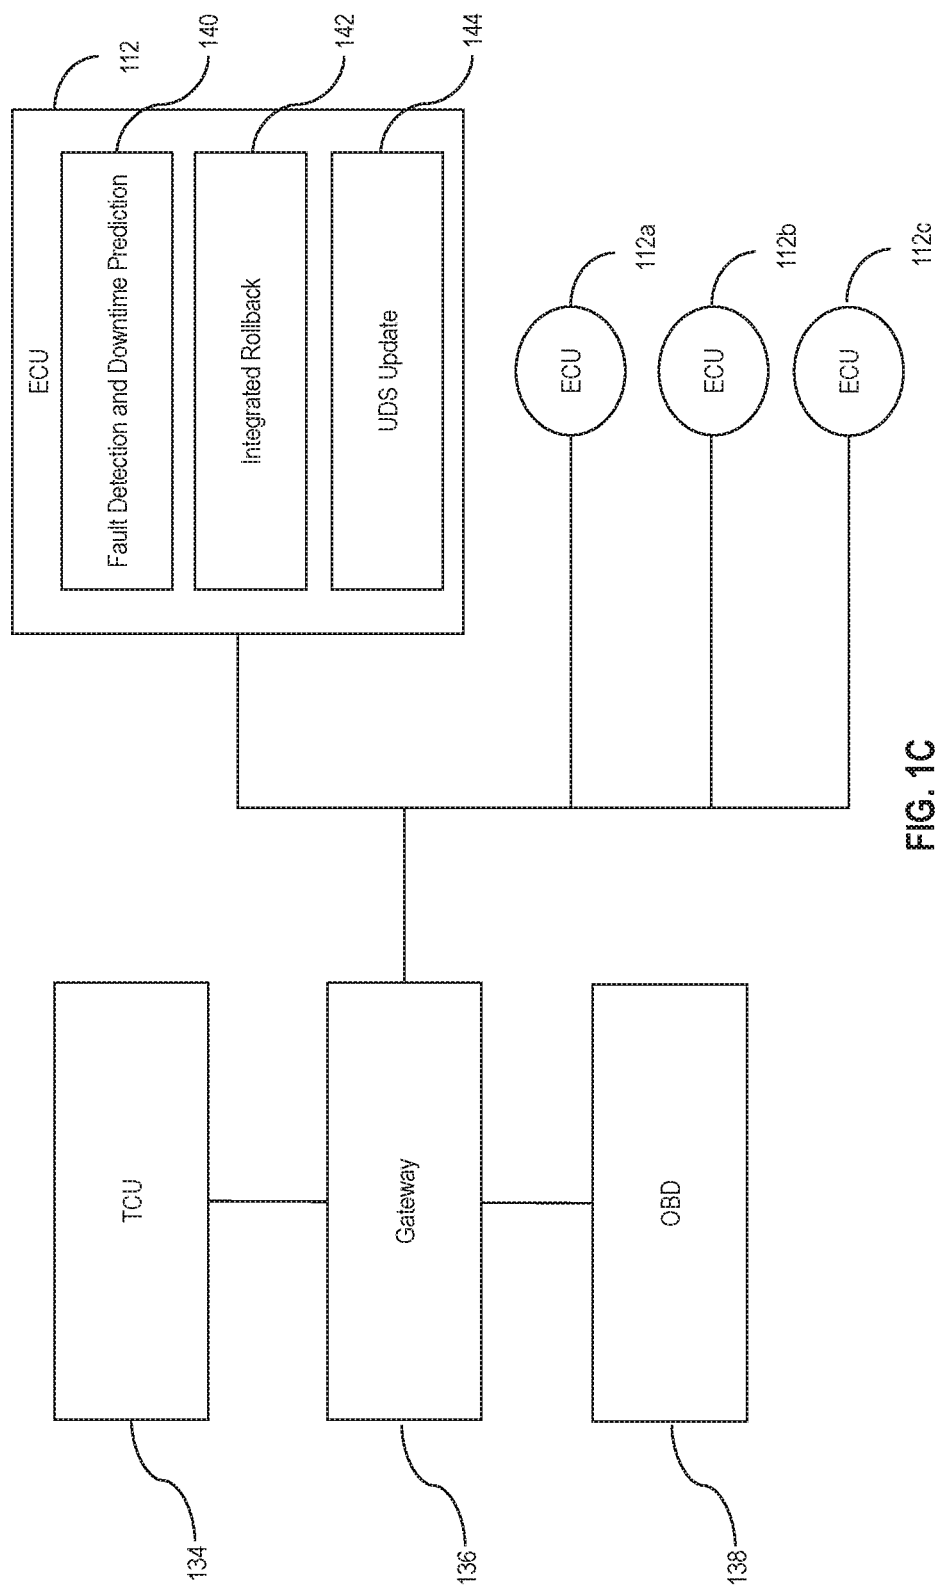 ECU
112
Fault Detection and Downtime Prediction
140
Integrated Rollback
142
UDS Update
144
TCU
134
Gateway
136
OBD
138
ECU
112a
ECU
112b
ECU
112c
FIG. 1C